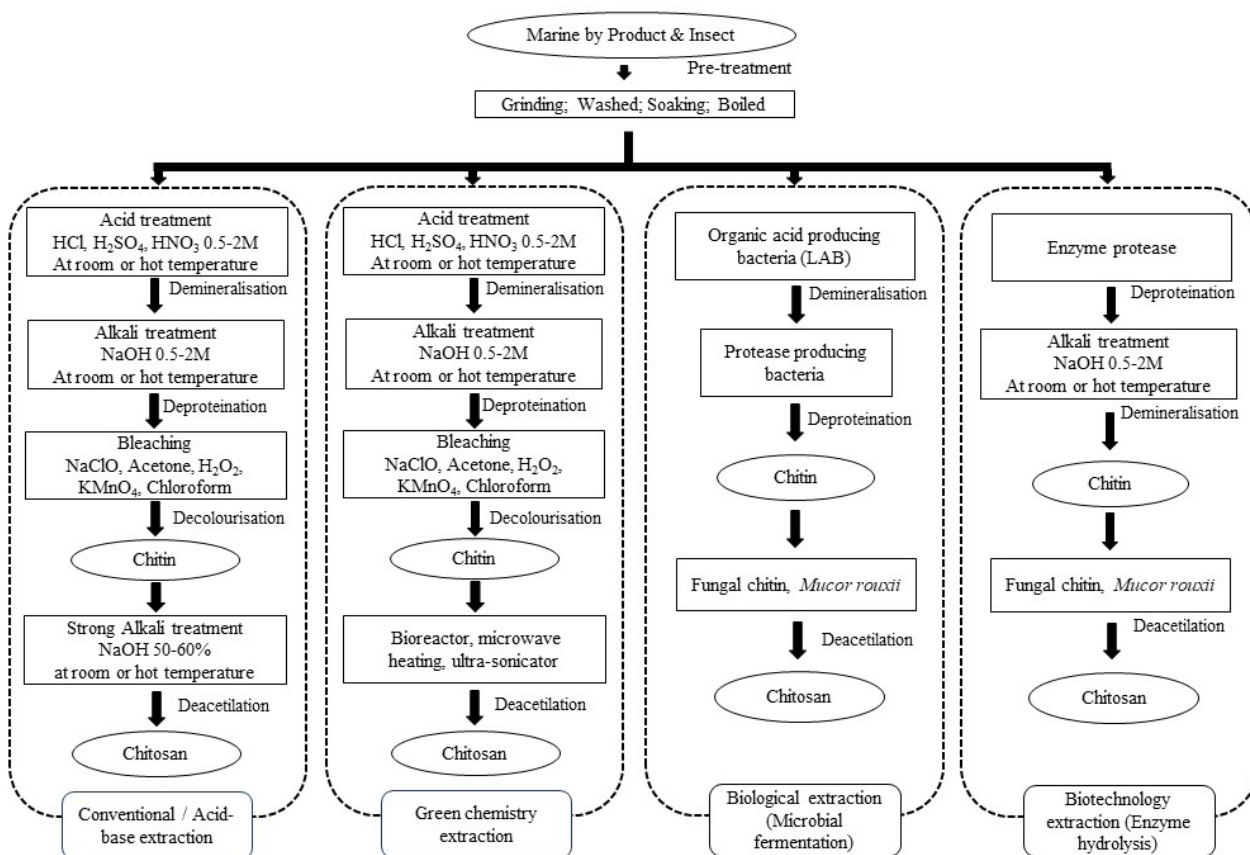 Marine by Product & Insect
Pre-treatment
Grinding; Washed; Soaking; Boiled
Acid treatment
HCl, H₂SO₄, HNO₃ 0.5-2M
At room or hot temperature
Demineralisation
Alkali treatment
NaOH 0.5-2M
At room or hot temperature
Deproteination
Bleaching
NaClO, Acetone, H₂O₂,
KMnO₄, Chloroform
Decolourisation
Chitin
Strong Alkali treatment
NaOH 50-60%
at room or hot temperature
Deacetilation
Chitosan
Conventional / Acid-
base extraction
Acid treatment
HCl, H₂SO₄, HNO₃ 0.5-2M
At room or hot temperature
Demineralisation
Alkali treatment
NaOH 0.5-2M
At room or hot temperature
Deproteination
Bleaching
NaClO, Acetone, H₂O₂,
KMnO₄, Chloroform
Decolourisation
Chitin
Bioreactor, microwave
heating, ultra-sonicator
Deacetilation
Chitosan
Green chemistry
extraction
Organic acid producing
bacteria (LAB)
Demineralisation
Protease producing
bacteria
Deproteination
Chitin
Fungal chitin, Mucor rouxii
Deacetilation
Chitosan
Biological extraction
(Microbial
fermentation)
Enzyme protease
Deproteination
Alkali treatment
NaOH 0.5-2M
At room or hot temperature
Demineralisation
Chitin
Fungal chitin, Mucor rouxii
Deacetilation
Chitosan
Biotechnology
extraction (Enzyme
hydrolysis)